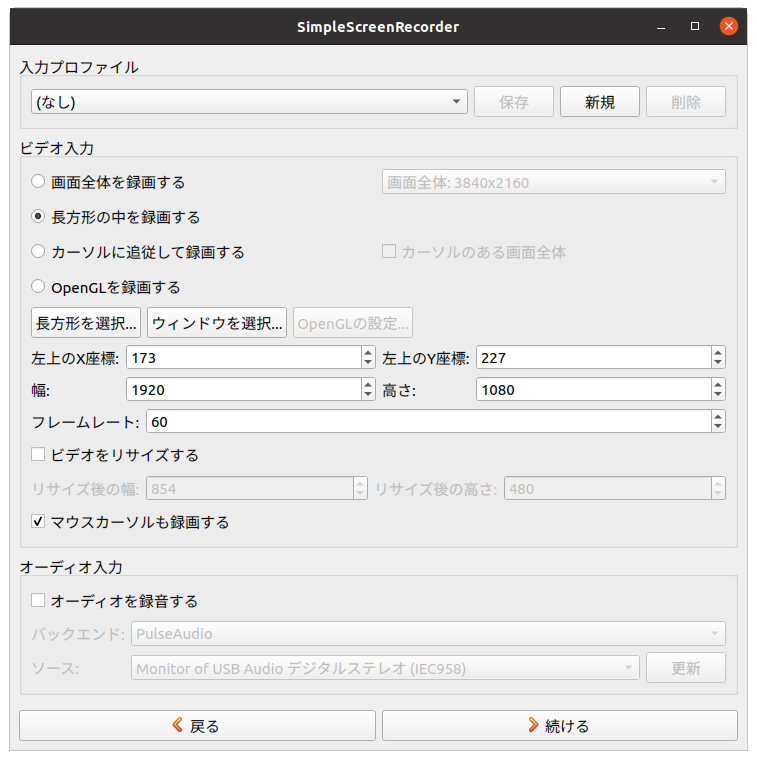 SimpleScreenRecorder
入力プロファイル
(なし) 保存 新規 削除
ビデオ入力
画面全体を録画する 画面全体: 3840x2160
長方形の中を録画する
カーソルに追従して録画する カーソルのある画面全体
OpenGLを録画する
長方形を選択... ウィンドウを選択... OpenGLの設定...
左上のX座標: 173 左上のY座標: 227
幅: 1920 高さ: 1080
フレームレート: 60
ビデオをリサイズする
リサイズ後の幅: 854 リサイズ後の高さ: 480
マウスカーソルも録画する
オーディオ入力
オーディオを録音する
バックエンド: PulseAudio
ソース: Monitor of USB Audio デジタルステレオ (IEC958) 更新
戻る 続ける